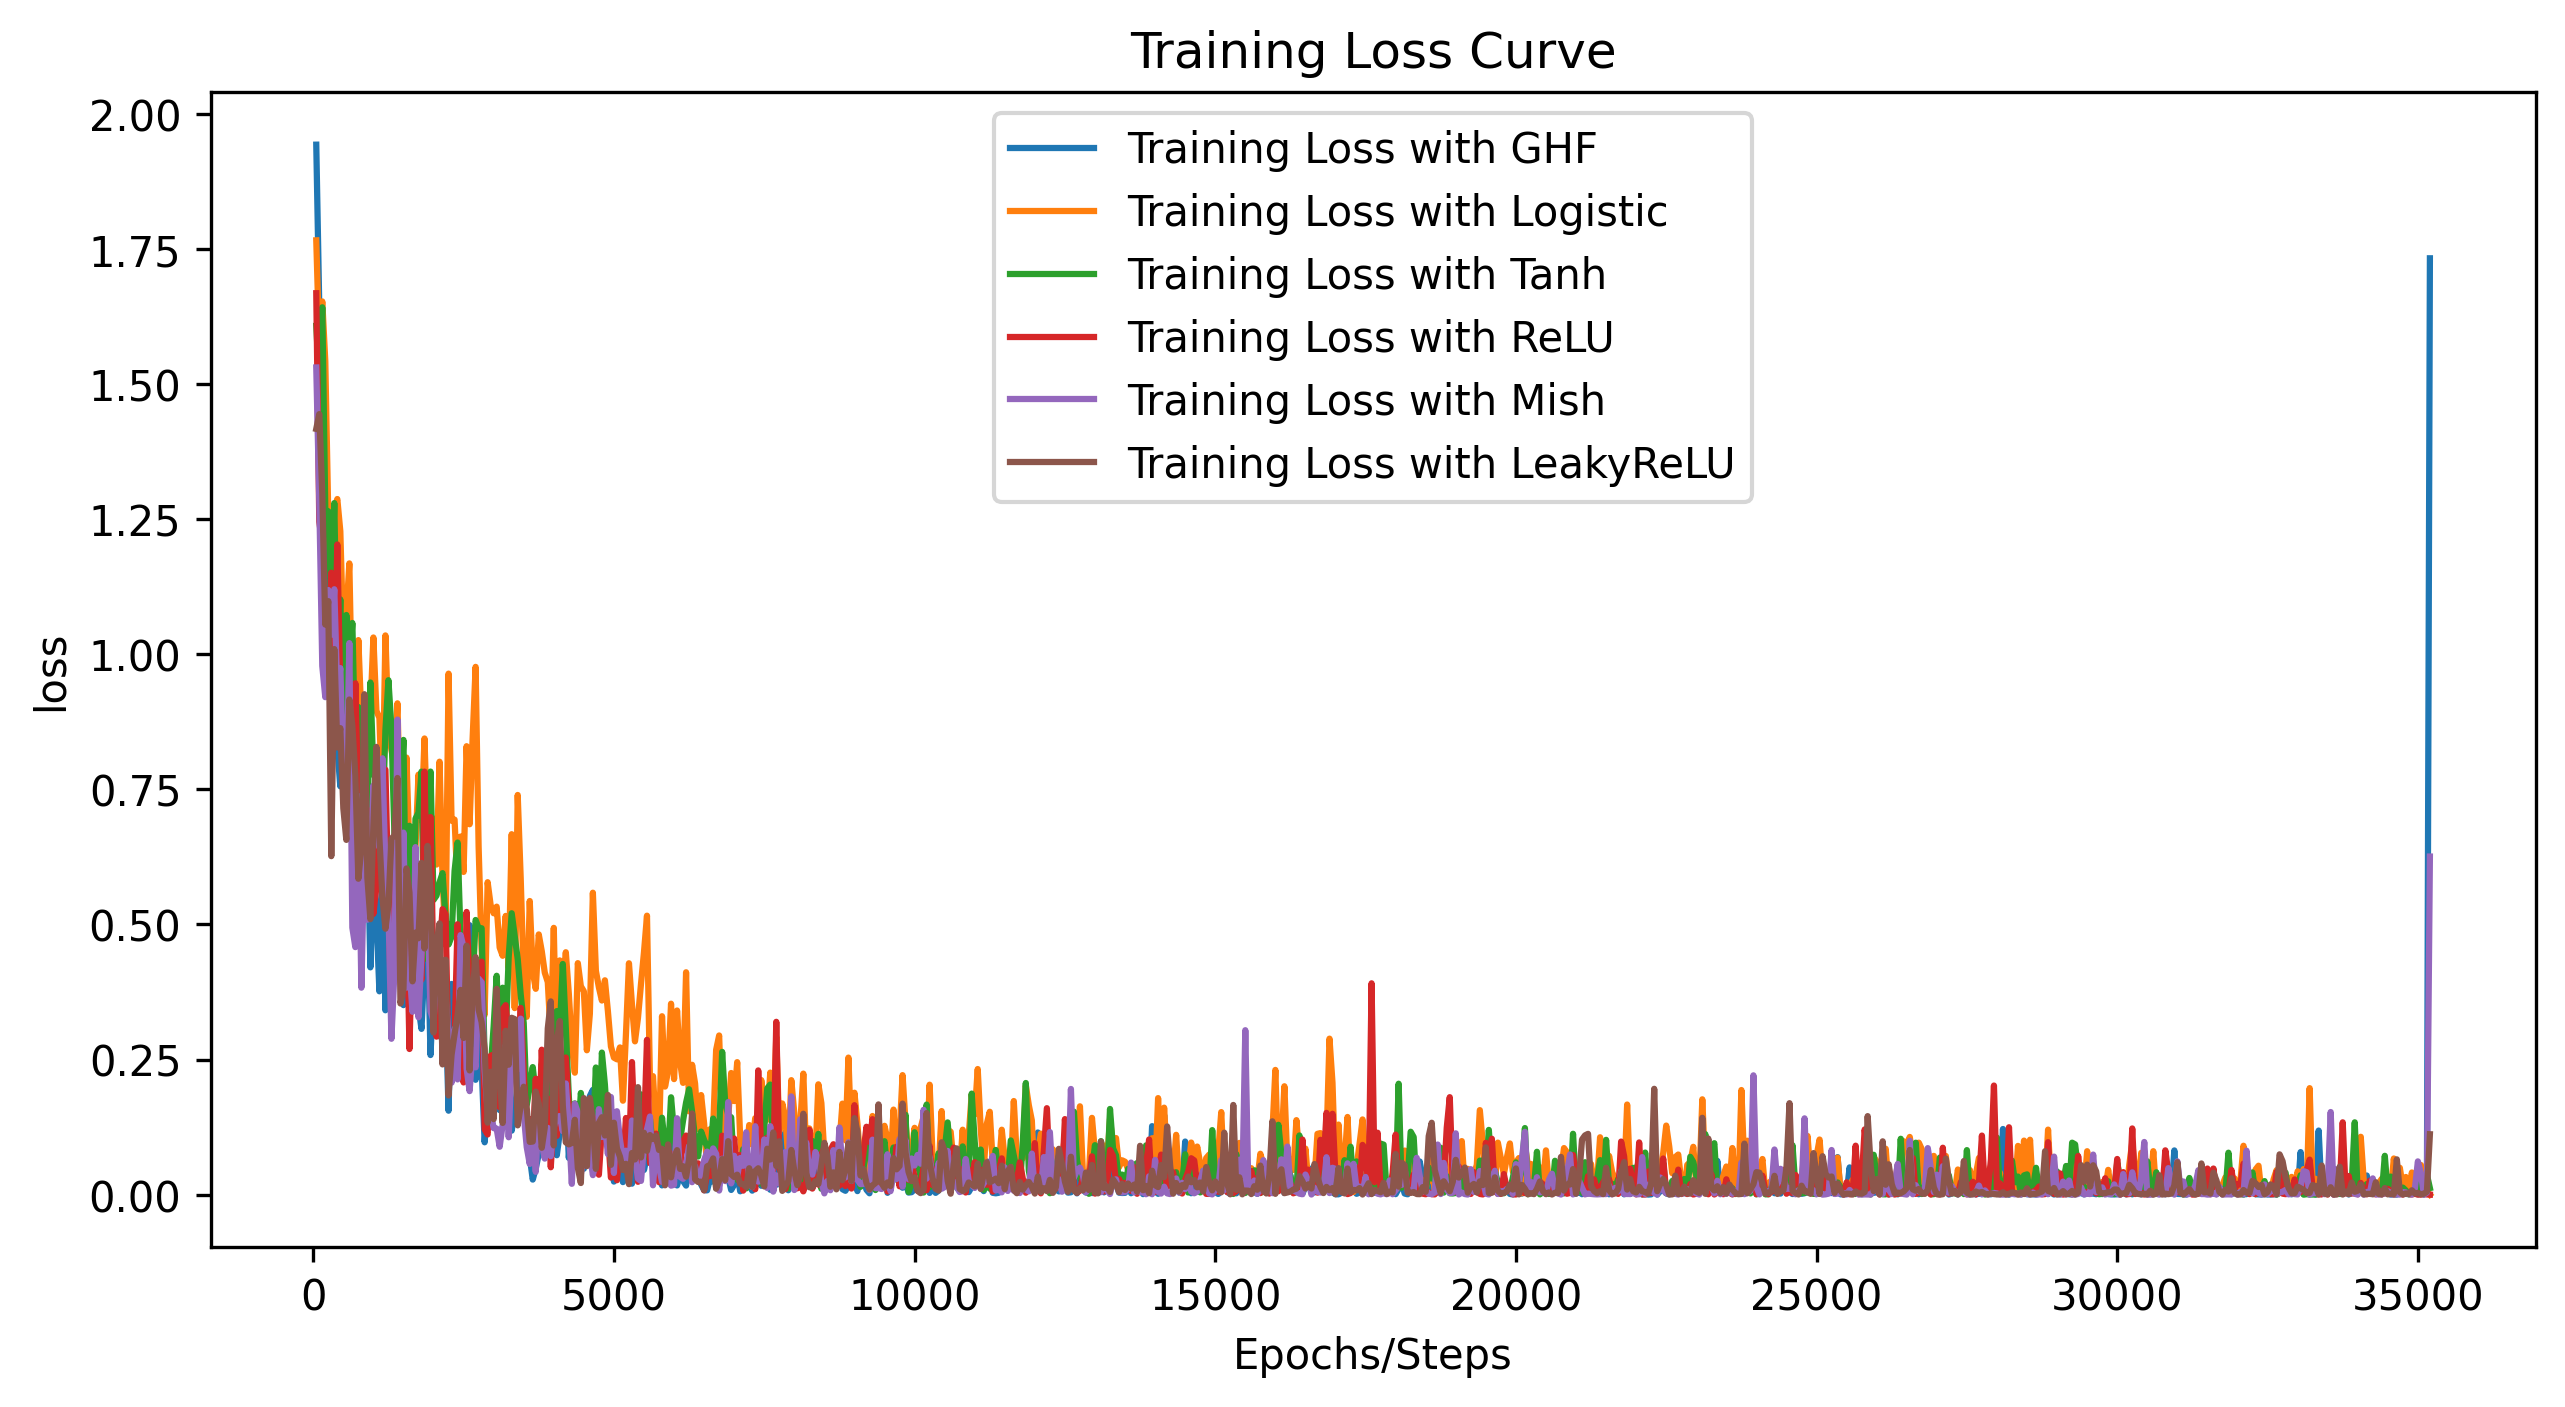 Training Loss Curve
2.00
1.75
1.50
1.25
1.00
0.75
0.50
0.25
0.00
loss
Training Loss with GHF
Training Loss with Logistic
Training Loss with Tanh
Training Loss with ReLU
Training Loss with Mish
Training Loss with LeakyReLU
0 5000 10000 15000 20000 25000 30000 35000
Epochs/Steps